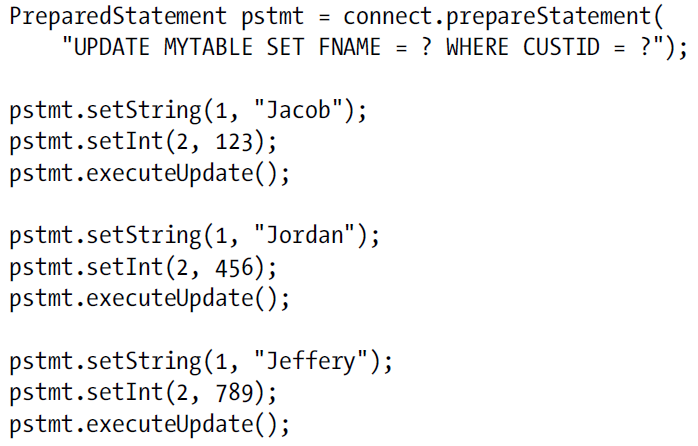 PreparedStatement pstmt = connect.prepareStatement(
    "UPDATE MYTABLE SET FNAME = ? WHERE CUSTID = ?");

pstmt.setString(1, "Jacob");
pstmt.setInt(2, 123);
pstmt.executeUpdate();

pstmt.setString(1, "Jordan");
pstmt.setInt(2, 456);
pstmt.executeUpdate();

pstmt.setString(1, "Jeffery");
pstmt.setInt(2, 789);
pstmt.executeUpdate();